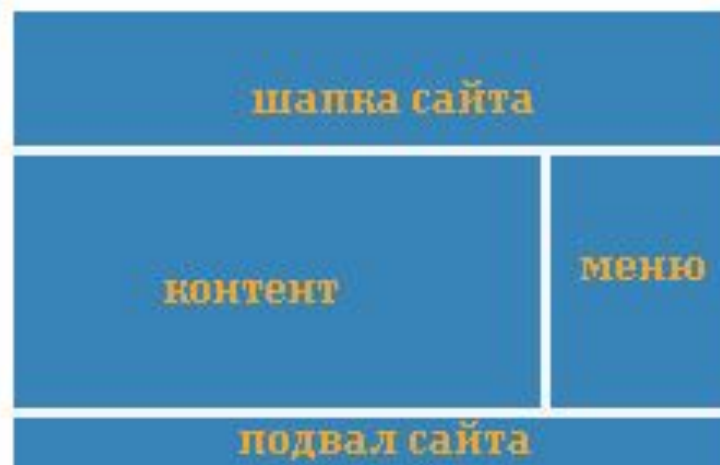 шапка сайта
контент
меню
подвал сайта